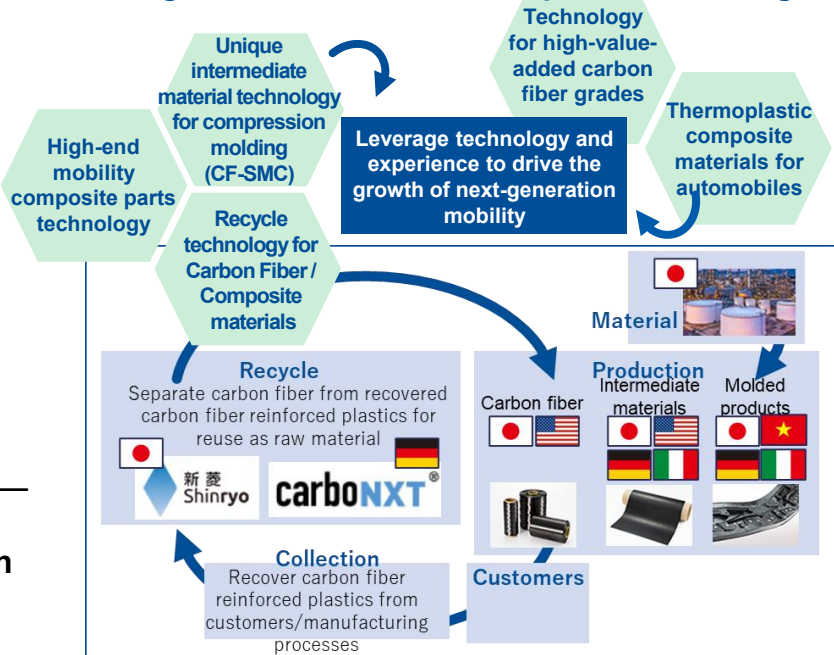 Unique
intermediate
material technology
for compression
molding
(CF-SMC)
Technology
for high-value-
added carbon
fiber grades
High-end
mobility
composite parts
technology
Leverage technology and
experience to drive the
growth of next-generation
mobility
Thermoplastic
composite
materials for
automobiles
Recycle
technology for
Carbon Fiber /
Composite
materials
Material
Recycle
Separate carbon fiber from recovered
carbon fiber reinforced plastics for
reuse as raw material
新菱
Shinryo
carboNXT®
Production
Carbon fiber
Intermediate
materials
Molded
products
Collection
Recover carbon fiber
reinforced plastics from
customers/manufacturing
processes
Customers